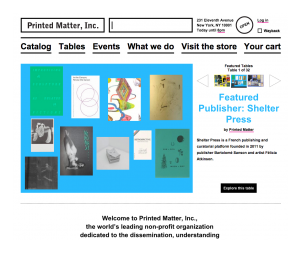 Printed Matter, Inc.
231 Eleventh Avenue
New York, NY 10001
Today until 6pm
OPEN
Log in
Wayback
Catalog Tables Events What we do Visit the store Your cart
Featured Tables
Table 1 of 32
Featured
Publisher: Shelter
Press
by Printed Matter
Shelter Press is a French publishing and
curatorial platform founded in 2011 by
publisher Bartolomé Sanson and artist Félicia
Atkinson.
Explore this table
Welcome to Printed Matter, Inc.,
the world's leading non-profit organization
dedicated to the dissemination, understanding